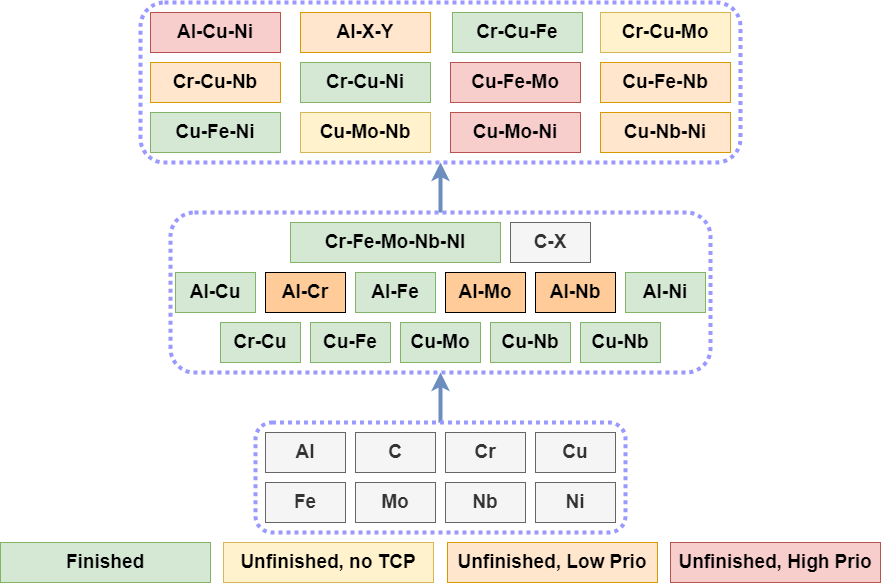 Al-Cu-Ni
Al-X-Y
Cr-Cu-Fe
Cr-Cu-Mo
Cr-Cu-Nb
Cr-Cu-Ni
Cu-Fe-Mo
Cu-Fe-Nb
Cu-Fe-Ni
Cu-Mo-Nb
Cu-Mo-Ni
Cu-Nb-Ni
Cr-Fe-Mo-Nb-NI
C-X
Al-Cu
Al-Cr
Al-Fe
Al-Mo
Al-Nb
Al-Ni
Cr-Cu
Cu-Fe
Cu-Mo
Cu-Nb
Cu-Nb
Al
C
Cr
Cu
Fe
Mo
Nb
Ni
Finished
Unfinished, no TCP
Unfinished, Low Prio
Unfinished, High Prio